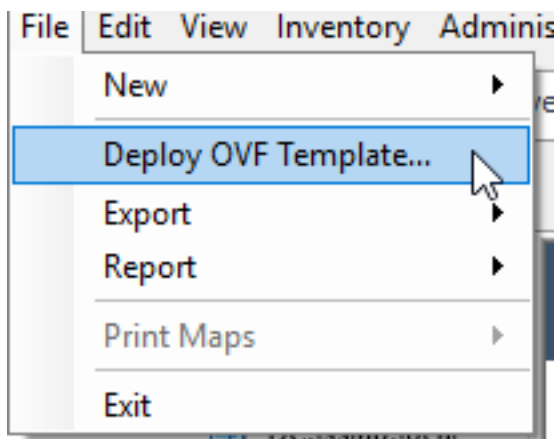 File Edit View Inventory Adminis
New
Deploy OVF Template...
Export
Report
Print Maps
Exit